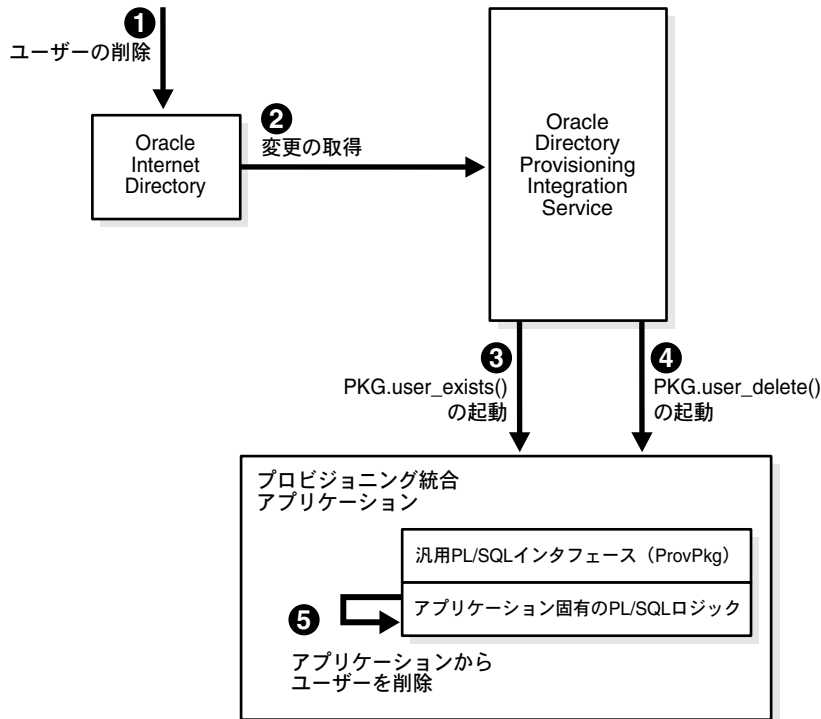 ❶
ユーザーの削除
Oracle
Internet
Directory
❷
変更の取得
Oracle
Directory
Provisioning
Integration
Service
❸
PKG.user_exists()
の起動
❹
PKG.user_delete()
の起動
プロビジョニング統合
アプリケーション
汎用PL/SQLインタフェース（ProvPkg）
アプリケーション固有のPL/SQLロジック
❺
アプリケーションから
ユーザーを削除